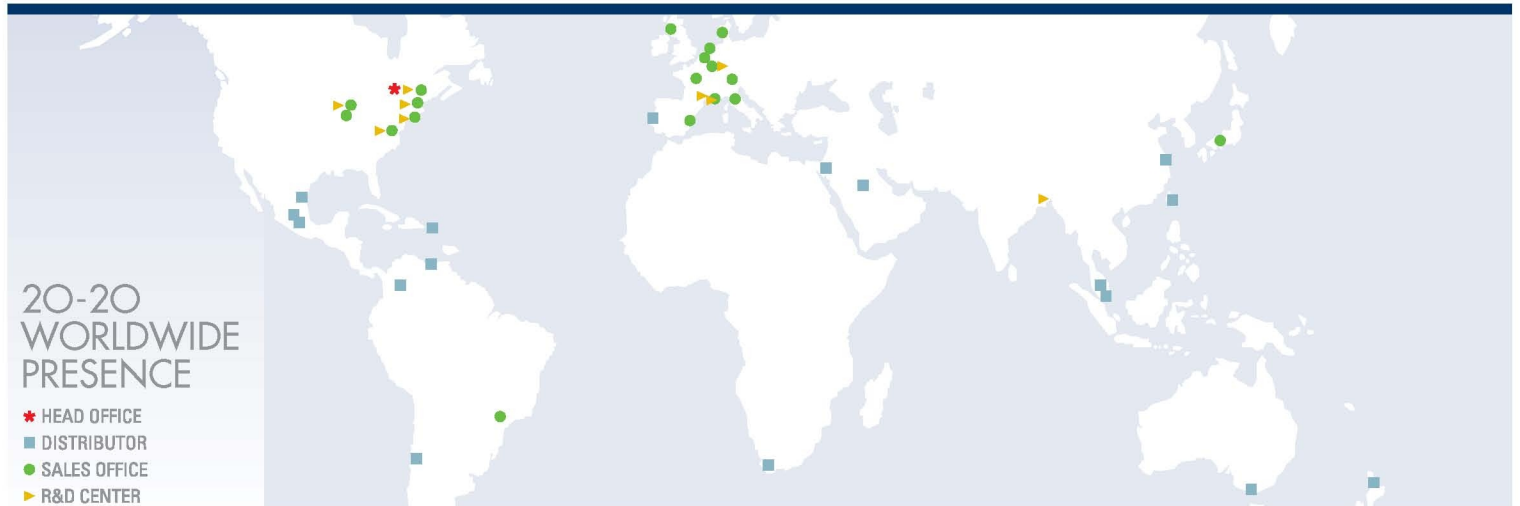 20-20
WORLDWIDE
PRESENCE
* HEAD OFFICE
DISTRIBUTOR
SALES OFFICE
R&D CENTER